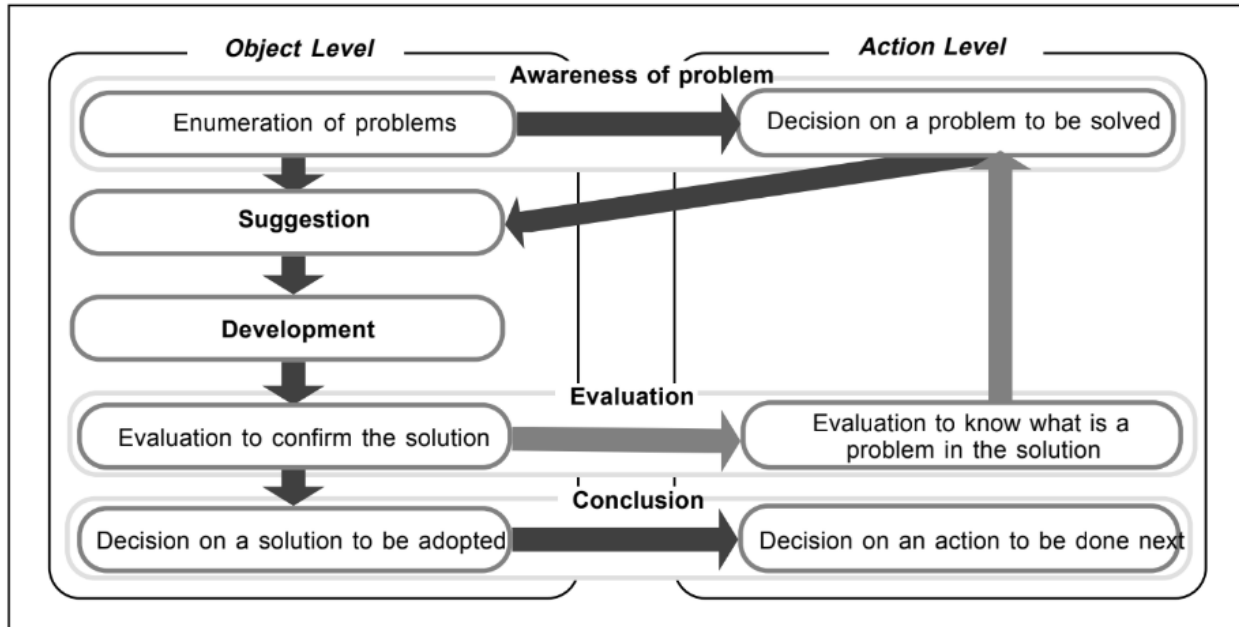 Object Level
Action Level
Awareness of problem
Enumeration of problems
Decision on a problem to be solved
Suggestion
Development
Evaluation
Evaluation to confirm the solution
Evaluation to know what is a
problem in the solution
Conclusion
Decision on a solution to be adopted
Decision on an action to be done next